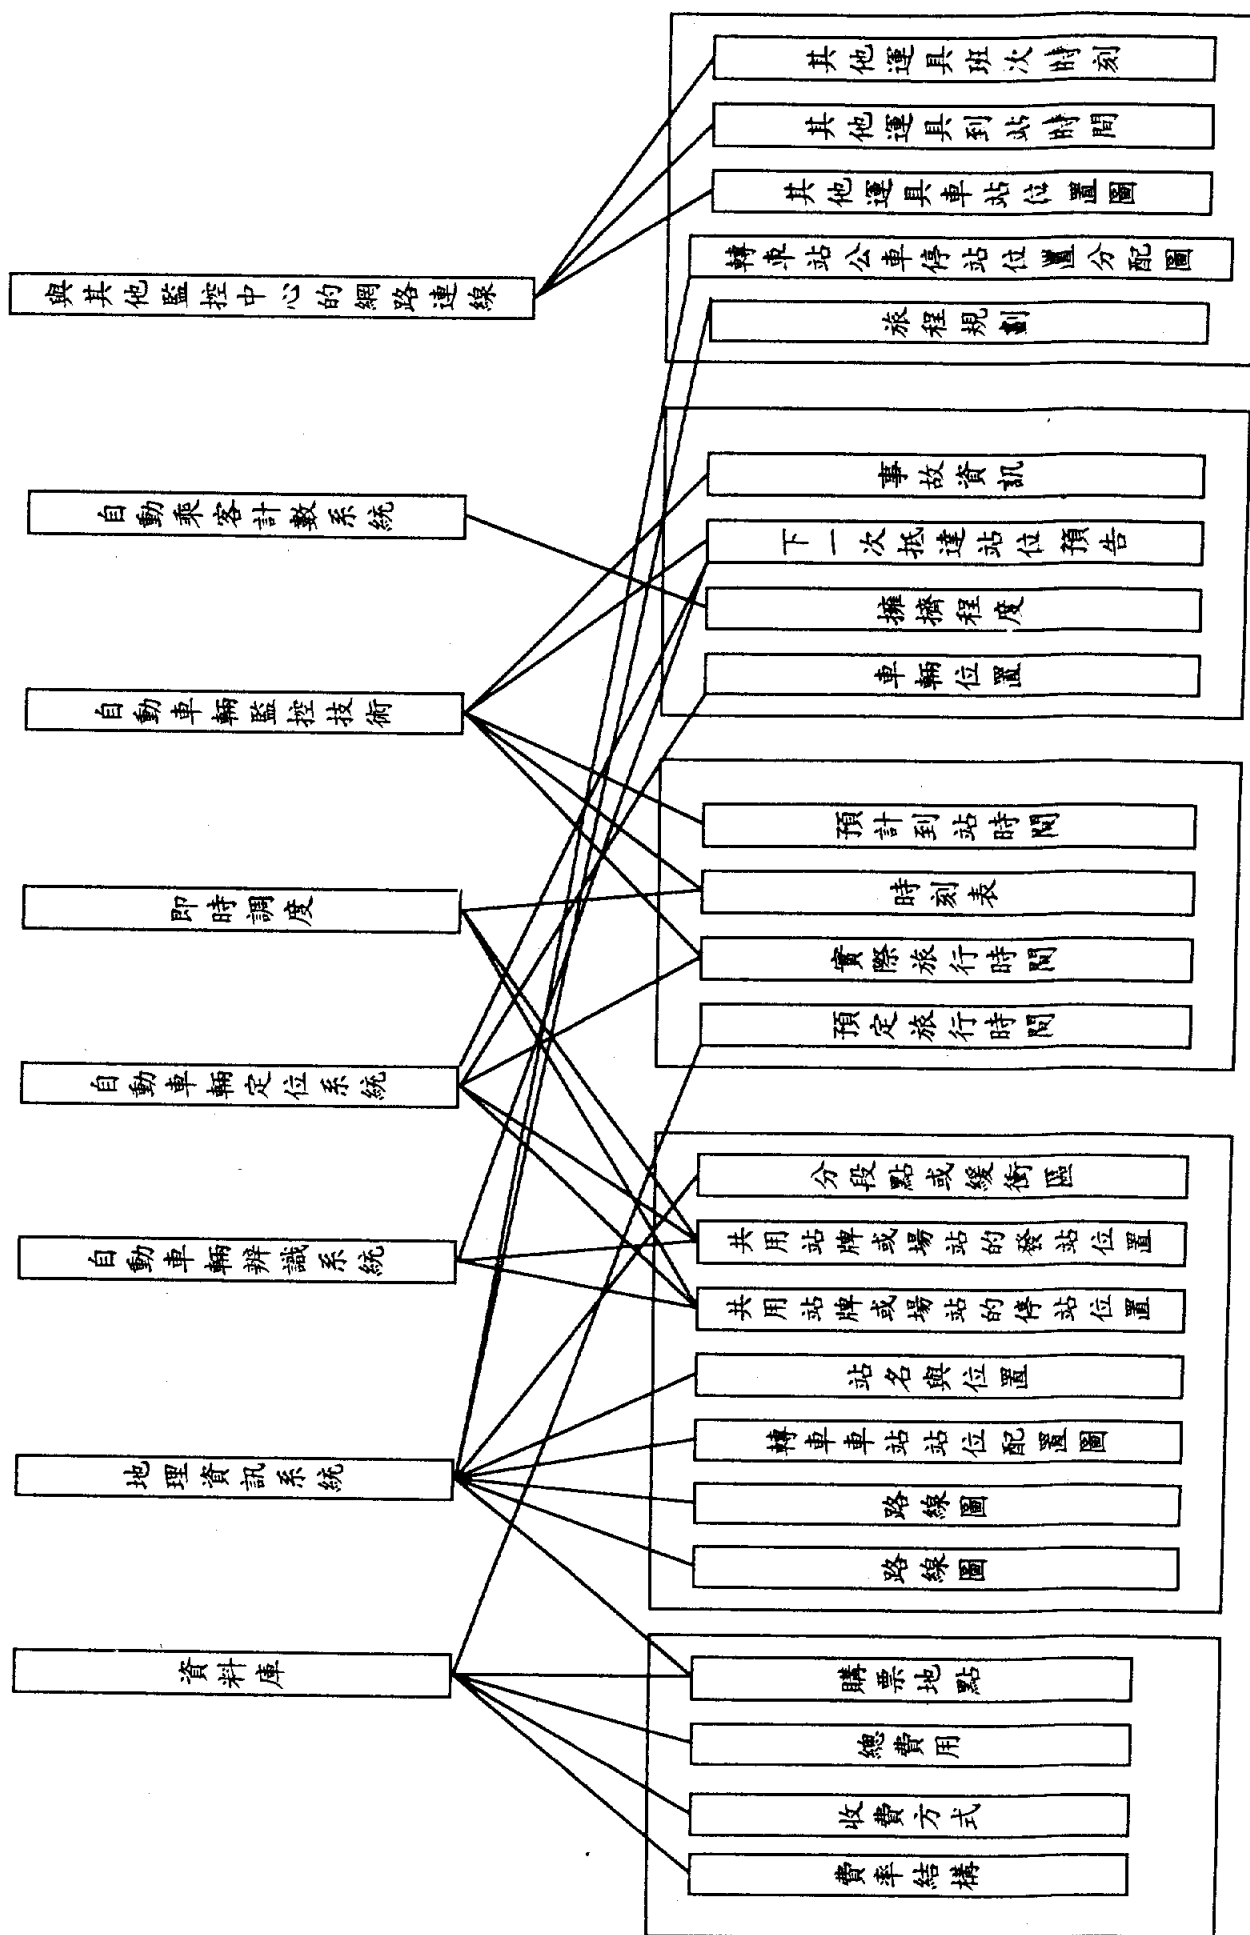 費率結構
收費方式
總費用
購票地點
路線圖
路線圖
轉車車站站位配置圖
站名與位置
共用站牌或場站的停站位置
共用站牌或場站的發站位置
分段點或緩衝區
預定旅行時間
實際旅行時間
時刻表
預計到站時間
車輛位置
擁擠程度
下一次抵達站位預告
事故資訊
旅程規劃
轉車站公車停站位置分配圖
其他運具車站位置圖
其他運具到站時間
其他運具班次時刻
資料庫
地理資訊系統
自動車輛辨識系統
自動車輛定位系統
即時調度
自動車輛監控技術
自動乘客計數系統
與其他監控中心的網路連線